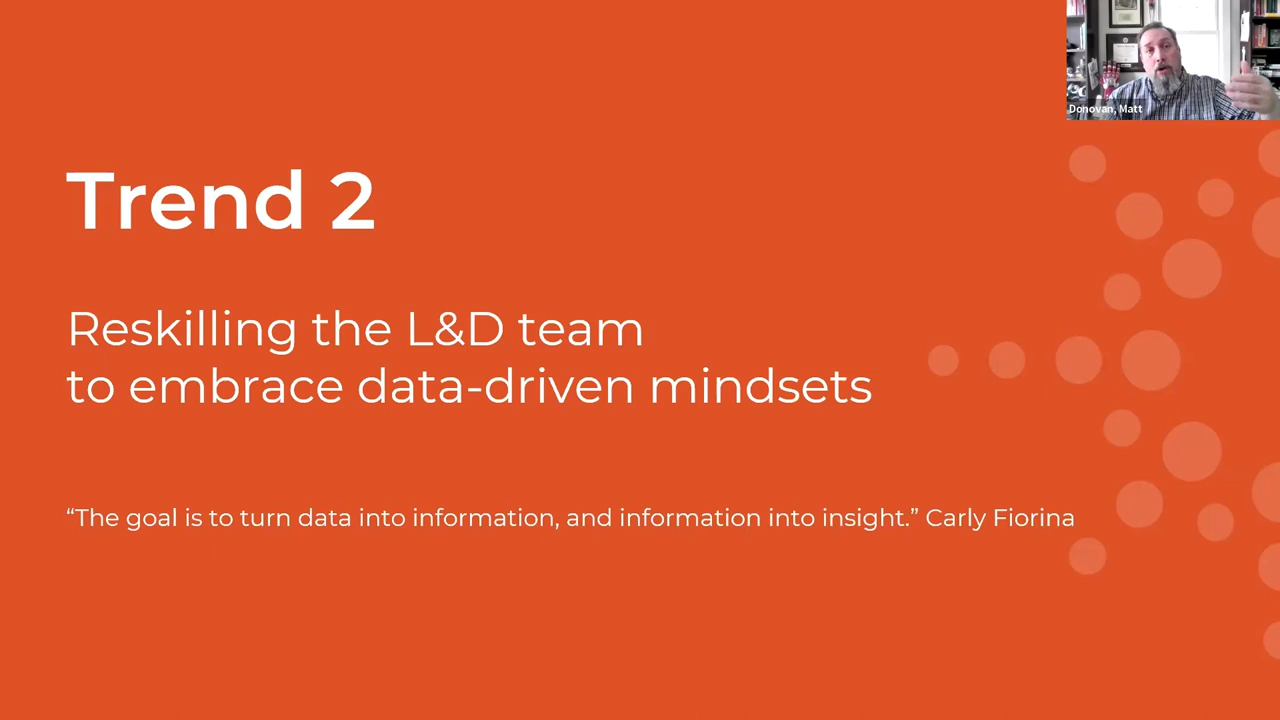 Donovan, Matt
Trend 2
Reskilling the L&D team
to embrace data-driven mindsets
“The goal is to turn data into information, and information into insight.” Carly Fiorina